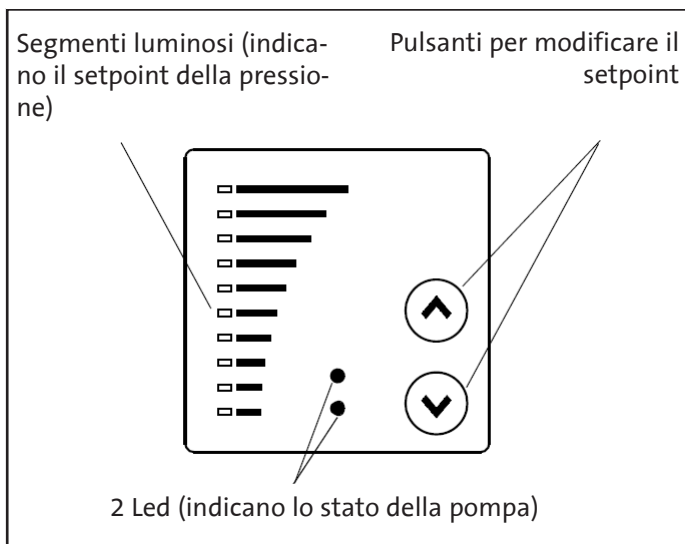 Segmenti luminosi (indica-
no il setpoint della pressio-
ne)
Pulsanti per modificare il
setpoint
2 Led (indicano lo stato della pompa)